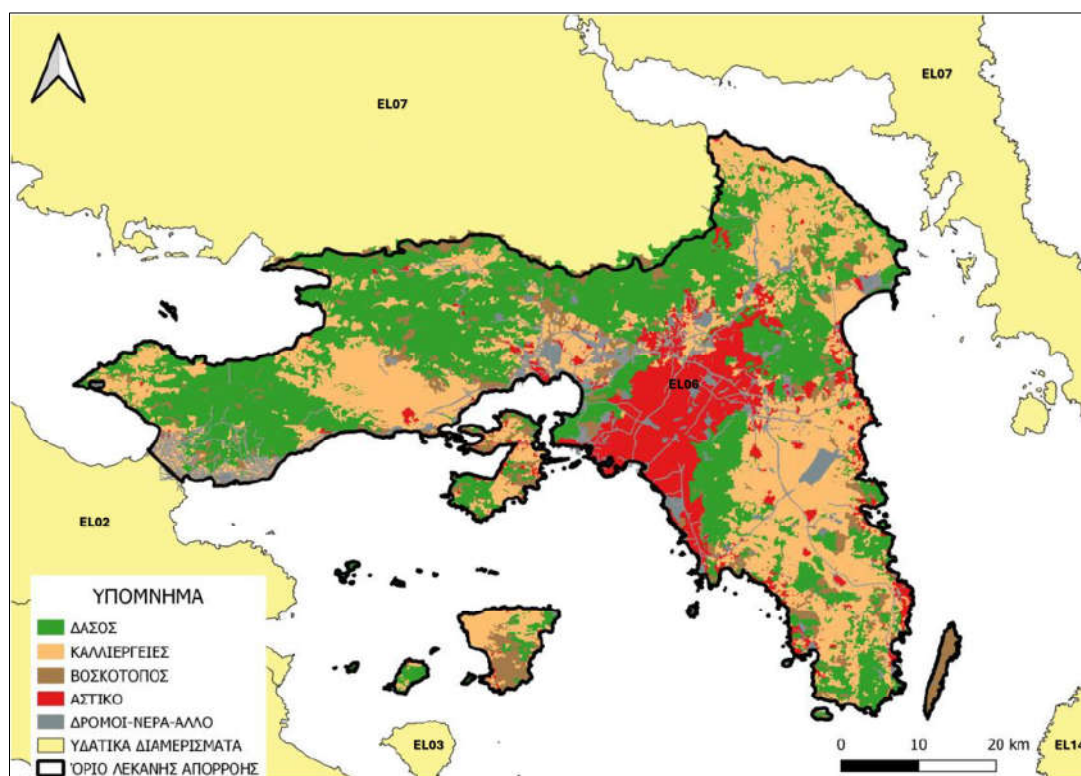 EL07
EL07
EL06
EL02
ΥΠΟΜΝΗΜΑ
ΔΑΣΟΣ
ΚΑΛΛΙΕΡΓΕΙΕΣ
ΒΟΣΚΟΤΟΠΟΣ
ΑΣΤΙΚΟ
ΔΡΟΜΟΙ-ΝΕΡΑ-ΑΛΛΟ
ΥΔΑΤΙΚΑ ΔΙΑΜΕΡΙΣΜΑΤΑ
ΌΡΙΟ ΛΕΚΑΝΗΣ ΑΠΟΡΡΟΗΣ
EL03
0 10 20 km
EL14